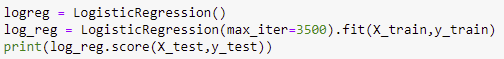 logreg = LogisticRegression()
log_reg = LogisticRegression(max_iter=3500).fit(X_train,y_train)
print(log_reg.score(X_test,y_test))